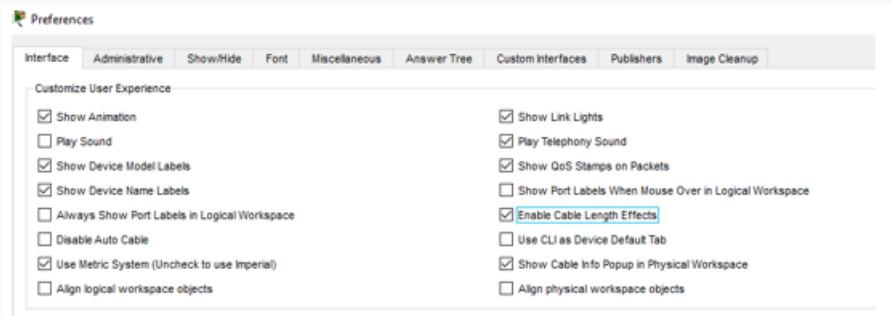 Preferences
Interface Administrative Show/Hide Font Miscellaneous Answer Tree Custom Interfaces Publishers Image Cleanup
Customize User Experience
Show Animation
Show Link Lights
Play Sound
Play Telephony Sound
Show Device Model Labels
Show QoS Stamps on Packets
Show Device Name Labels
Show Port Labels When Mouse Over in Logical Workspace
Always Show Port Labels in Logical Workspace
Enable Cable Length Effects
Disable Auto Cable
Use CLI as Device Default Tab
Use Metric System (Uncheck to use Imperial)
Show Cable Info Popup in Physical Workspace
Align logical workspace objects
Align physical workspace objects